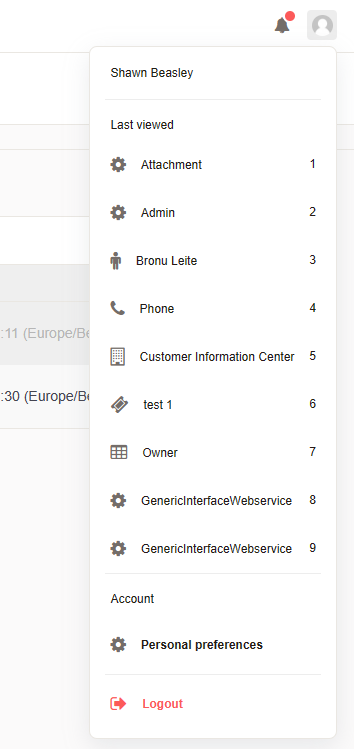 Shawn Beasley
Last viewed
Attachment 1
Admin 2
Bronu Leite 3
:11 (Europe/Be
Phone 4
Customer Information Center 5
:30 (Europe/Be
test 1 6
Owner 7
GenericInterfaceWebservice 8
GenericInterfaceWebservice 9
Account
Personal preferences
Logout